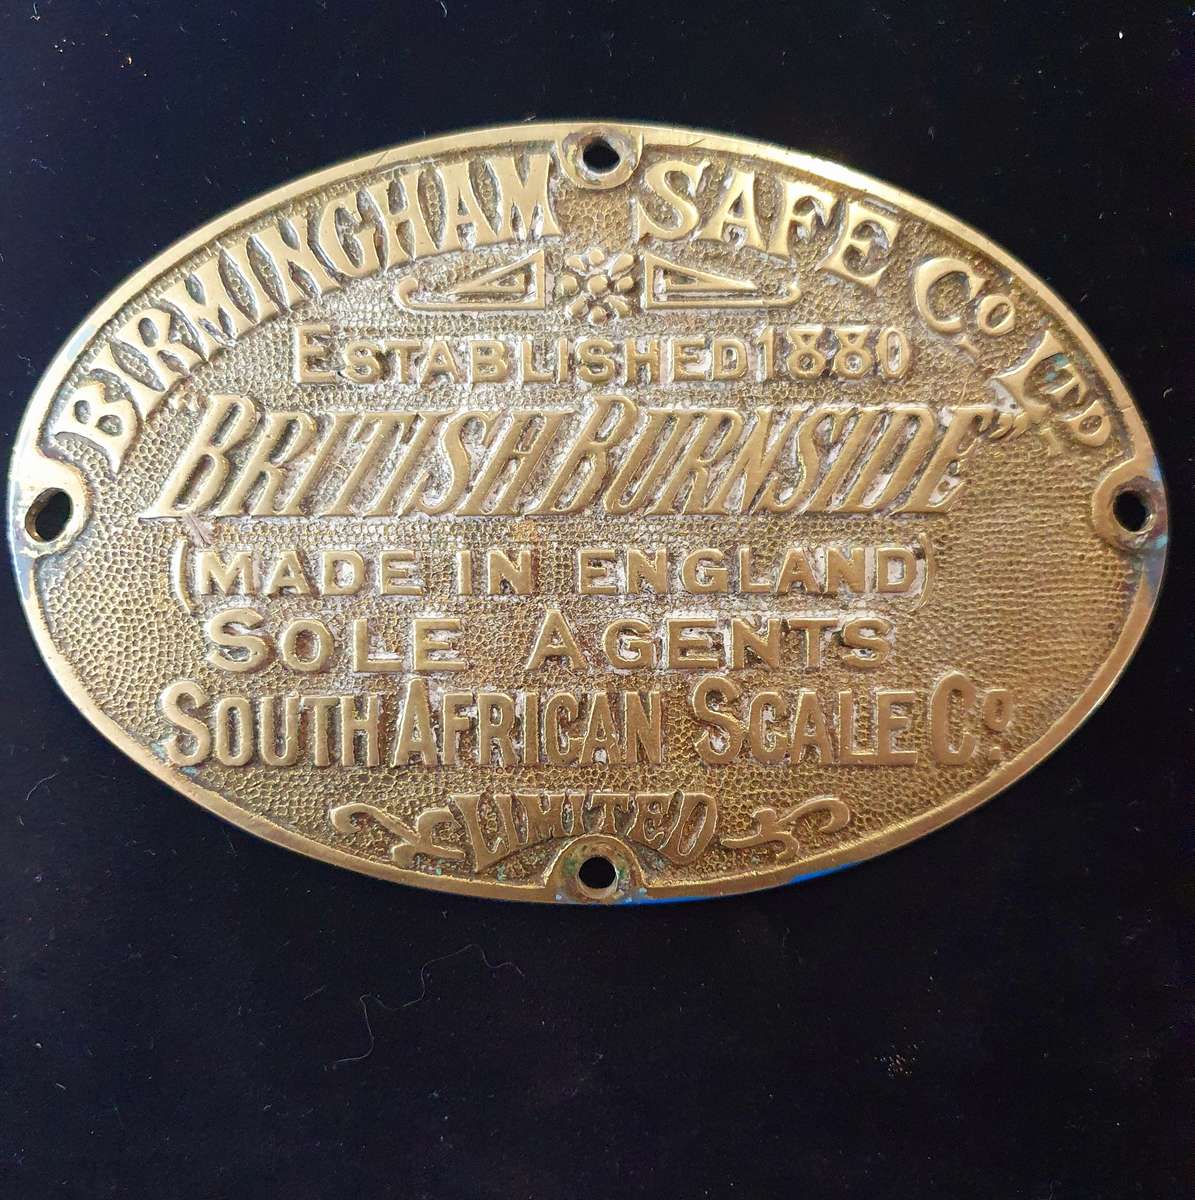 BIRMINGHAM SAFE Co LTD
ESTABLISHED 1880
"BRITISH BURNSIDE"
(MADE IN ENGLAND)
SOLE AGENTS
SOUTH AFRICAN SCALE Co
LIMITED